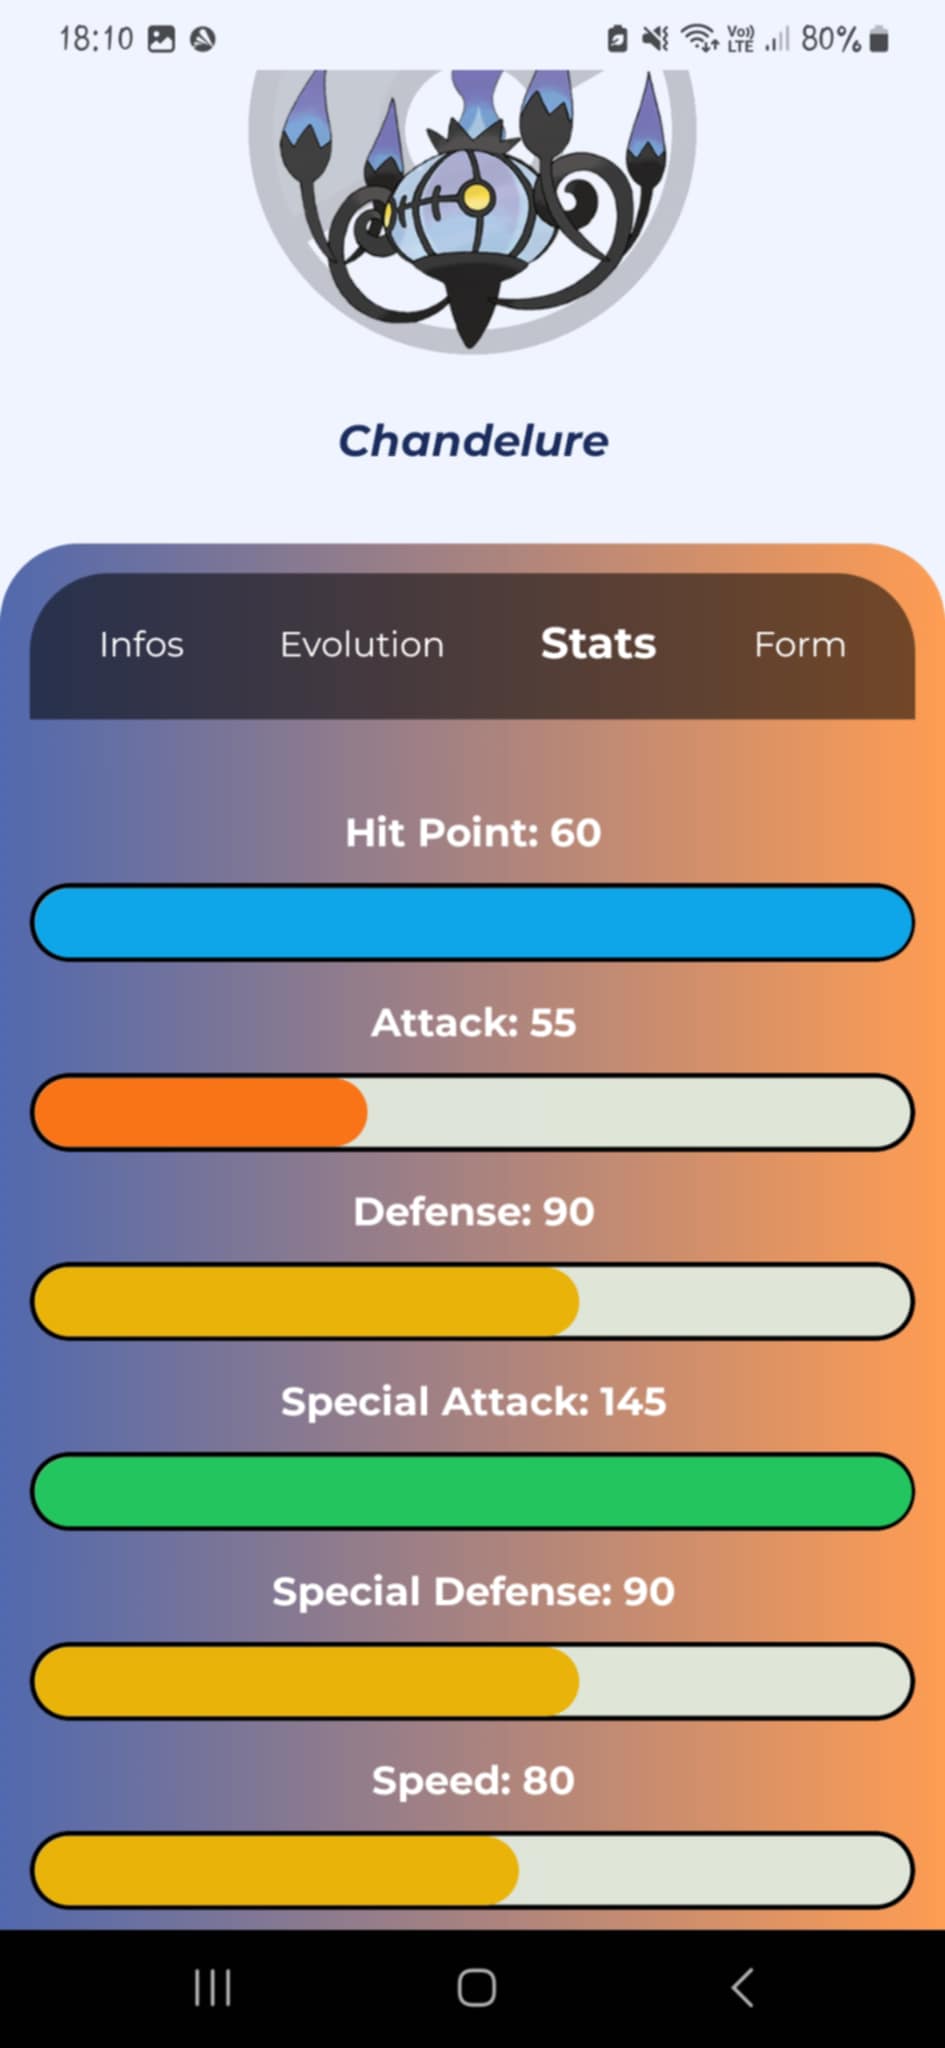 18:10 Vo)) LTE 80%
Chandelure
Infos Evolution Stats Form
Hit Point: 60
Attack: 55
Defense: 90
Special Attack: 145
Special Defense: 90
Speed: 80